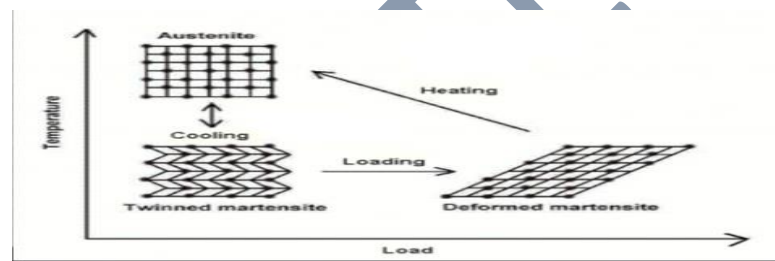 Austenite
Heating
Temperature
Cooling
Loading
Twinned martensite
Deformed martensite
Load